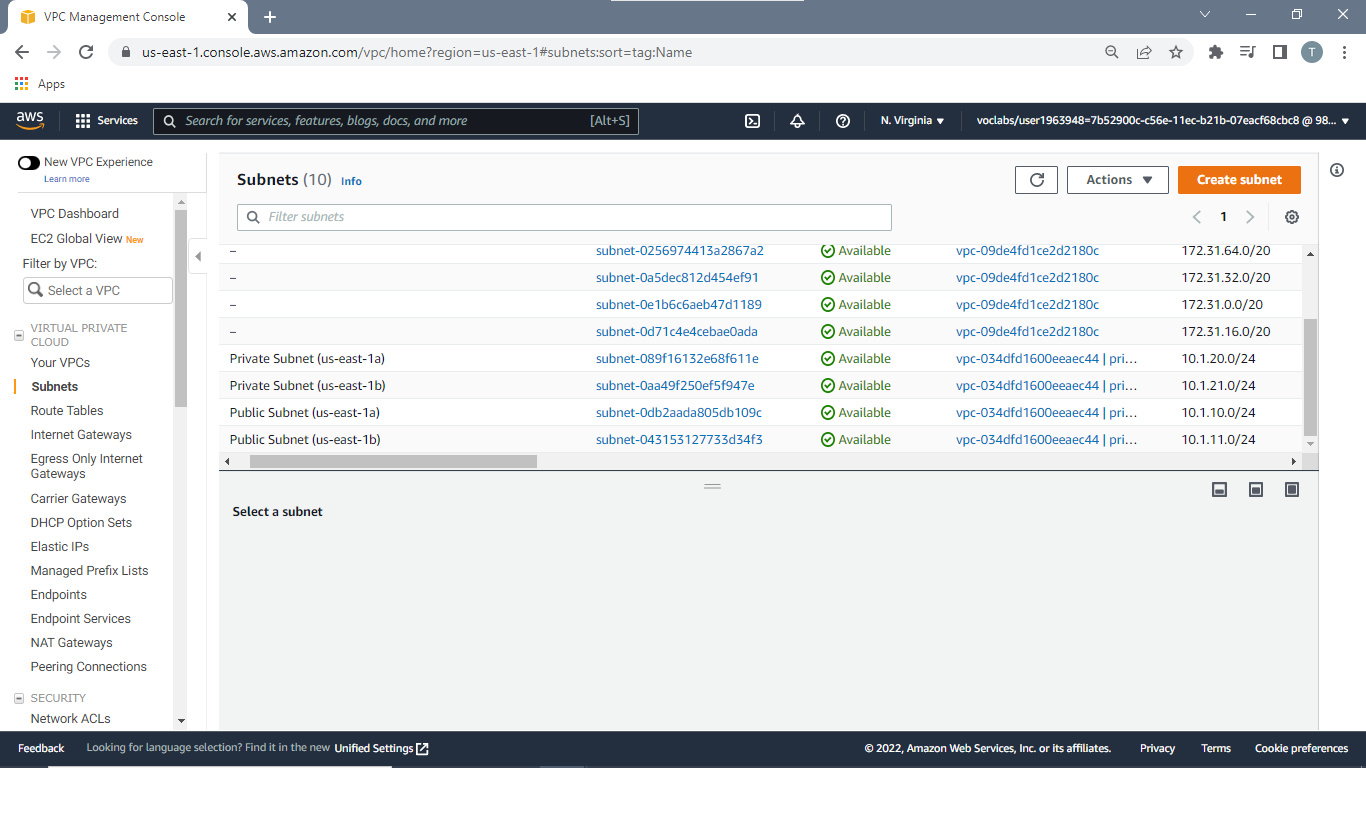 VPC Management Console
us-east-1.console.aws.amazon.com/vpc/home?region=us-east-1#subnets:sort=tag:Name
T
Apps
aws
Services
Search for services, features, blogs, docs, and more
[Alt+S]
N. Virginia
voclabs/user1963948=7b52900c-c56e-11ec-b21b-07eacf68cbc8 @ 98...
New VPC Experience
Learn more
VPC Dashboard
EC2 Global View New
Filter by VPC:
Select a VPC
VIRTUAL PRIVATE
CLOUD
Your VPCs
Subnets
Route Tables
Internet Gateways
Egress Only Internet
Gateways
Carrier Gateways
DHCP Option Sets
Elastic IPs
Managed Prefix Lists
Endpoints
Endpoint Services
NAT Gateways
Peering Connections
SECURITY
Network ACLs
Subnets (10) Info
Actions
Create subnet
Filter subnets
1
– subnet-0256974413a2867a2 Available vpc-09de4fd1ce2d2180c 172.31.64.0/20
– subnet-0a5dec812d454ef91 Available vpc-09de4fd1ce2d2180c 172.31.32.0/20
– subnet-0e1b6c6aeb47d1189 Available vpc-09de4fd1ce2d2180c 172.31.0.0/20
– subnet-0d71c4e4cebae0ada Available vpc-09de4fd1ce2d2180c 172.31.16.0/20
Private Subnet (us-east-1a) subnet-089f16132e68f611e Available vpc-034dfd1600eeaec44 | pri... 10.1.20.0/24
Private Subnet (us-east-1b) subnet-0aa49f250ef5f947e Available vpc-034dfd1600eeaec44 | pri... 10.1.21.0/24
Public Subnet (us-east-1a) subnet-0db2aada805db109c Available vpc-034dfd1600eeaec44 | pri... 10.1.10.0/24
Public Subnet (us-east-1b) subnet-043153127733d34f3 Available vpc-034dfd1600eeaec44 | pri... 10.1.11.0/24
Select a subnet
Feedback
Looking for language selection? Find it in the new Unified Settings
© 2022, Amazon Web Services, Inc. or its affiliates.
Privacy
Terms
Cookie preferences